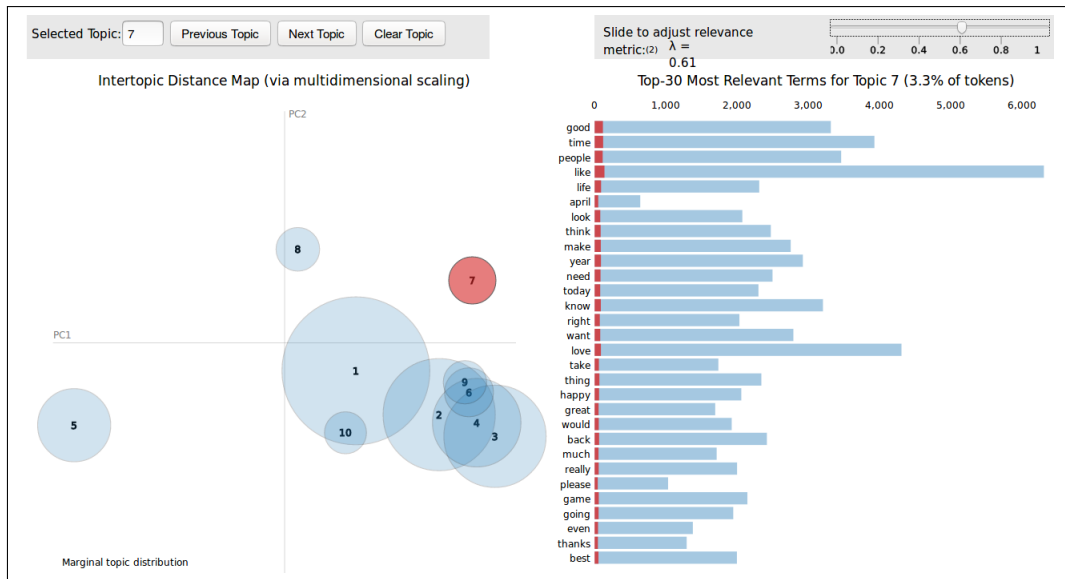 Selected Topic: 7 Previous Topic Next Topic Clear Topic
Slide to adjust relevance
metric:(2) λ =
0.61
0.0 0.2 0.4 0.6 0.8 1
Intertopic Distance Map (via multidimensional scaling)
PC2
PC1
8
7
1
9
6
2
4
3
5
10
Marginal topic distribution
Top-30 Most Relevant Terms for Topic 7 (3.3% of tokens)
0 1,000 2,000 3,000 4,000 5,000 6,000
good
time
people
like
life
april
look
think
make
year
need
today
know
right
want
love
take
thing
happy
great
would
back
much
really
please
game
going
even
thanks
best